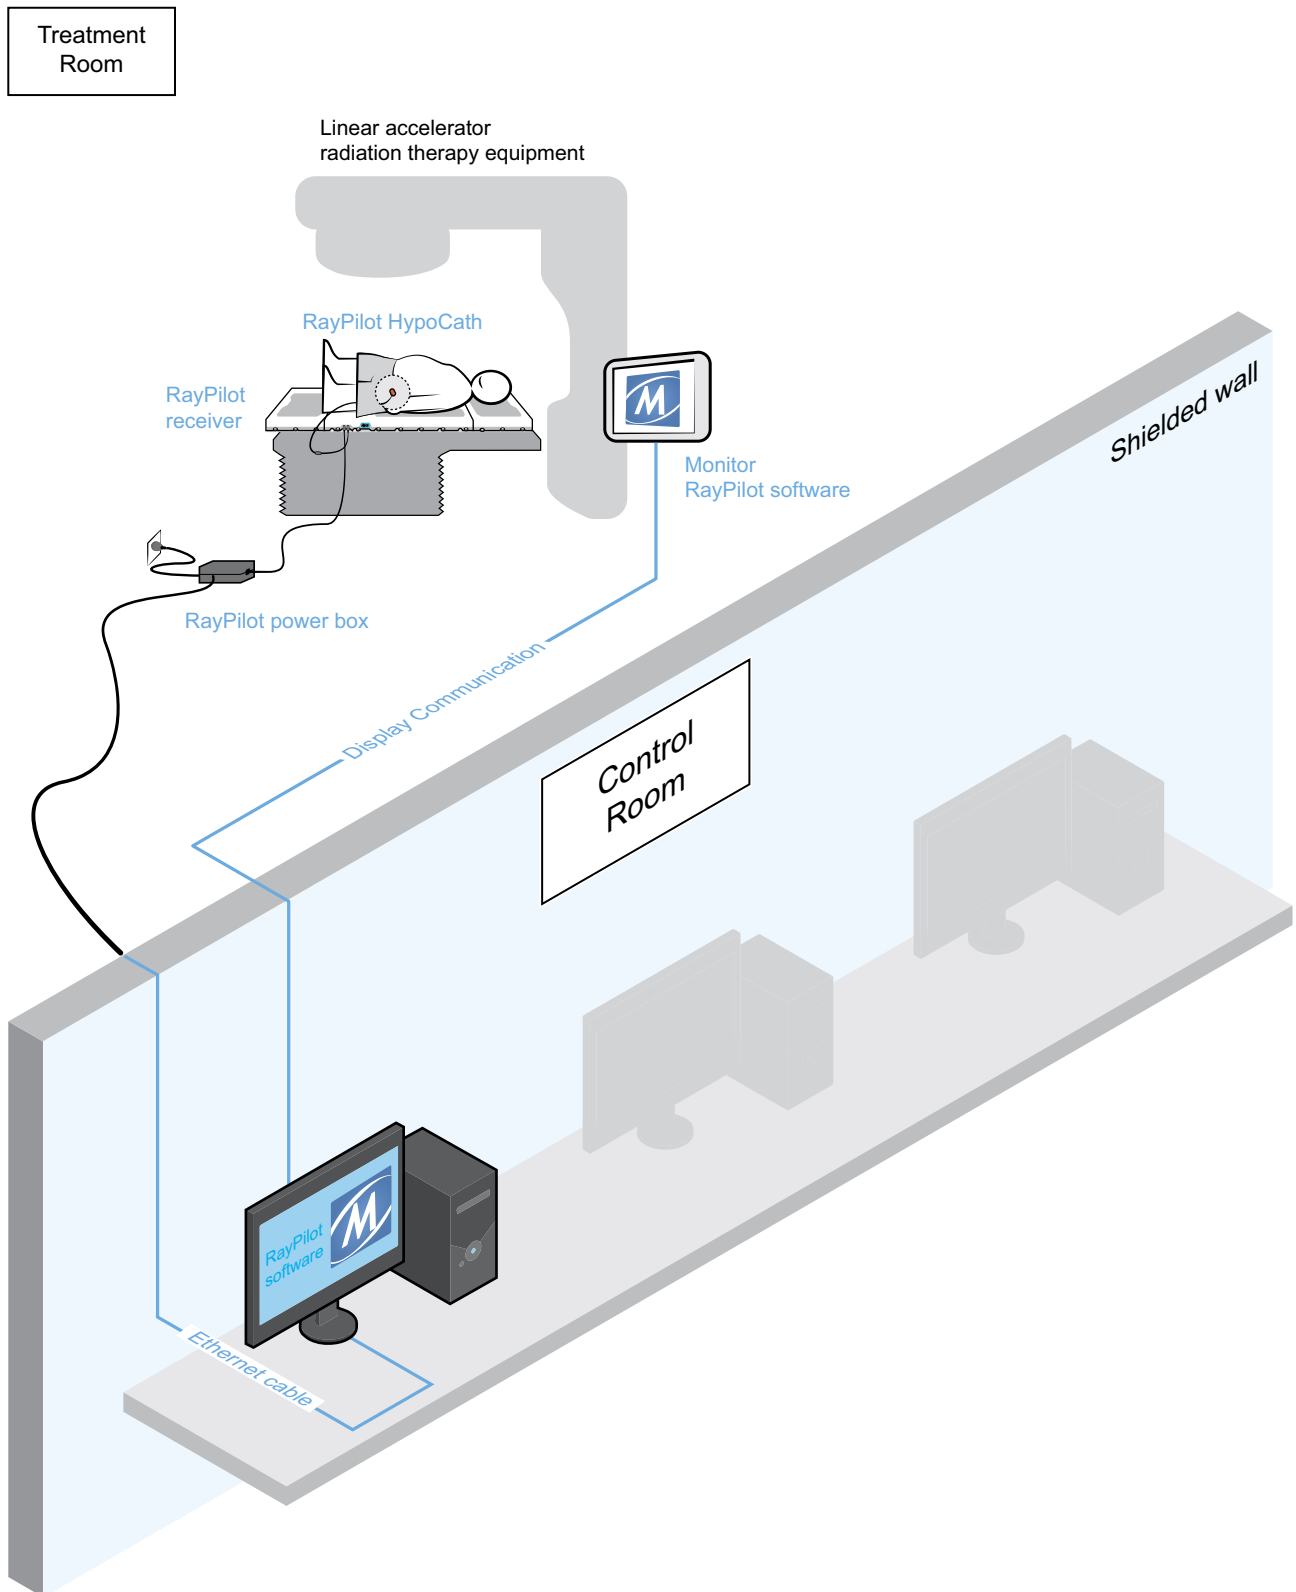 Treatment
Room
Linear accelerator
radiation therapy equipment
RayPilot HypoCath
RayPilot
receiver
M
Monitor
RayPilot software
Shielded wall
RayPilot power box
Display Communication
Control
Room
RayPilot
software
M
Ethernet cable